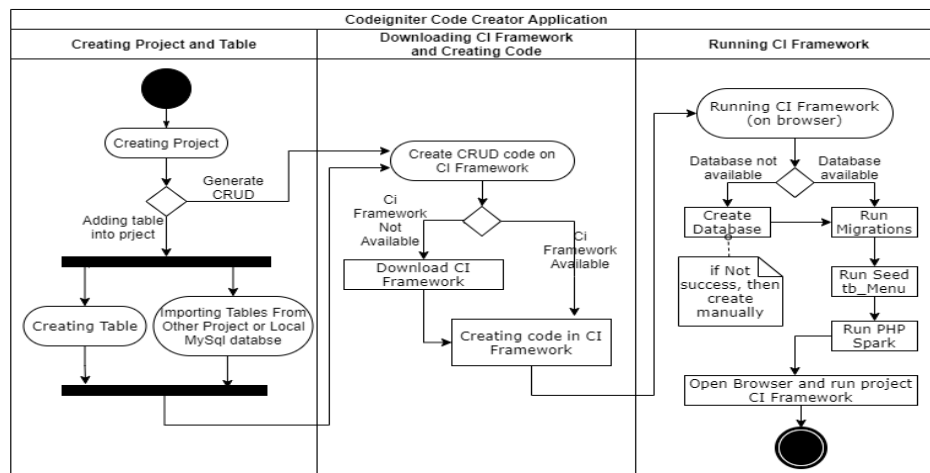 Codeigniter Code Creator Application
Creating Project and Table
Downloading CI Framework
and Creating Code
Running CI Framework
Creating Project
Generate
CRUD
Adding table
into prject
Creating Table
Importing Tables From
Other Project or Local
MySql databse
Create CRUD code on
CI Framework
Ci
Framework
Not
Available
Ci
Framework
Available
Download CI
Framework
Creating code in CI
Framework
Running CI Framework
(on browser)
Database not
available
Database
available
Create
Database
Run
Migrations
if Not
success, then
create
manually
Run Seed
tb_Menu
Run PHP
Spark
Open Browser and run project
CI Framework